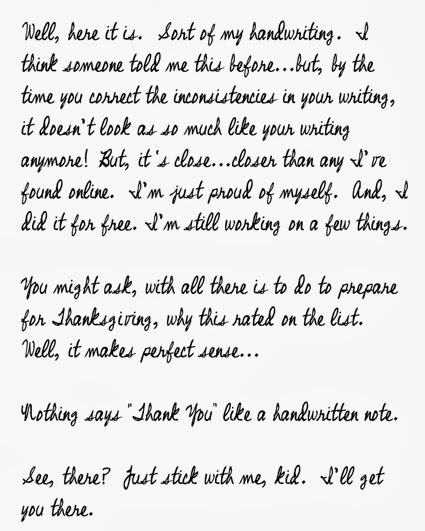 Well, here it is. Sort of my handwriting. I
think someone told me this before...but, by the
time you correct the inconsistencies in your writing,
it doesn't look as so much like your writing
anymore! But, it's close...closer than any I've
found online. I'm just proud of myself. And, I
did it for free. I'm still working on a few things.
You might ask, with all there is to do to prepare
for Thanksgiving, why this rated on the list.
Well, it makes perfect sense...
Nothing says "Thank You" like a handwritten note.
See, there? Just stick with me, kid. I'll get
you there.